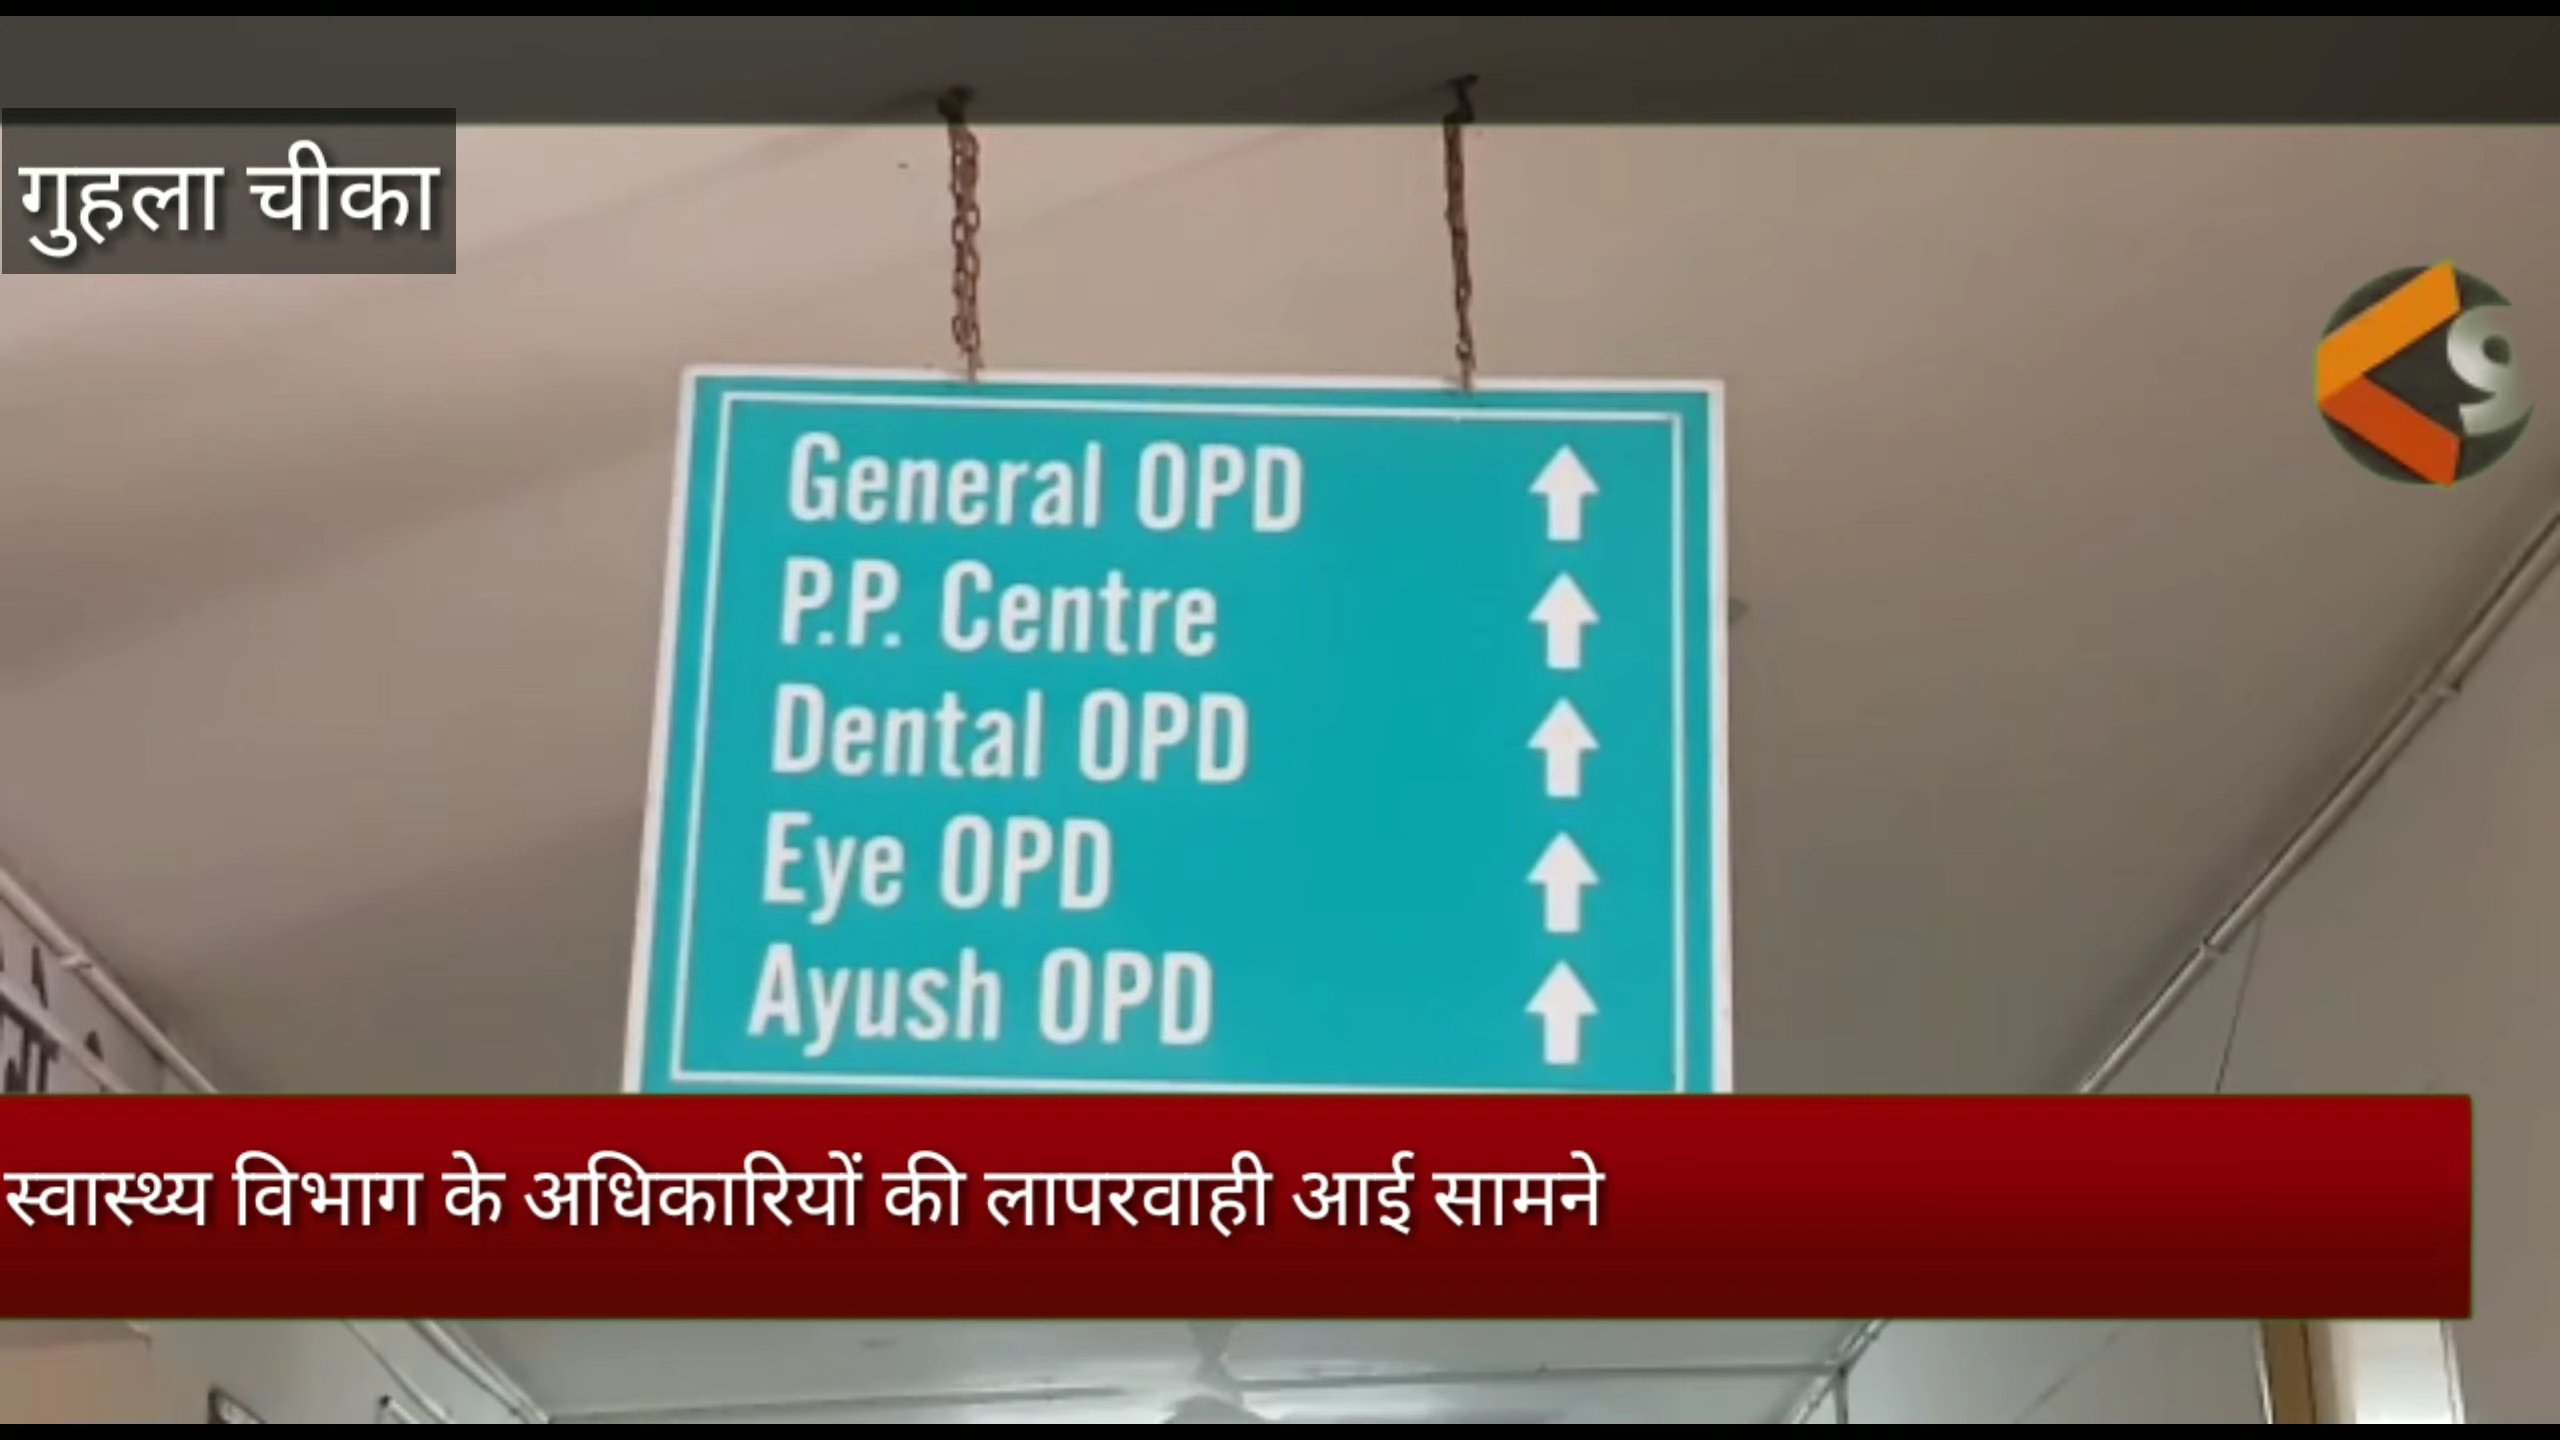 गुहला चीका
General OPD
P.P. Centre
Dental OPD
Eye OPD
Ayush OPD
स्वास्थ्य विभाग के अधिकारियों की लापरवाही आई सामने